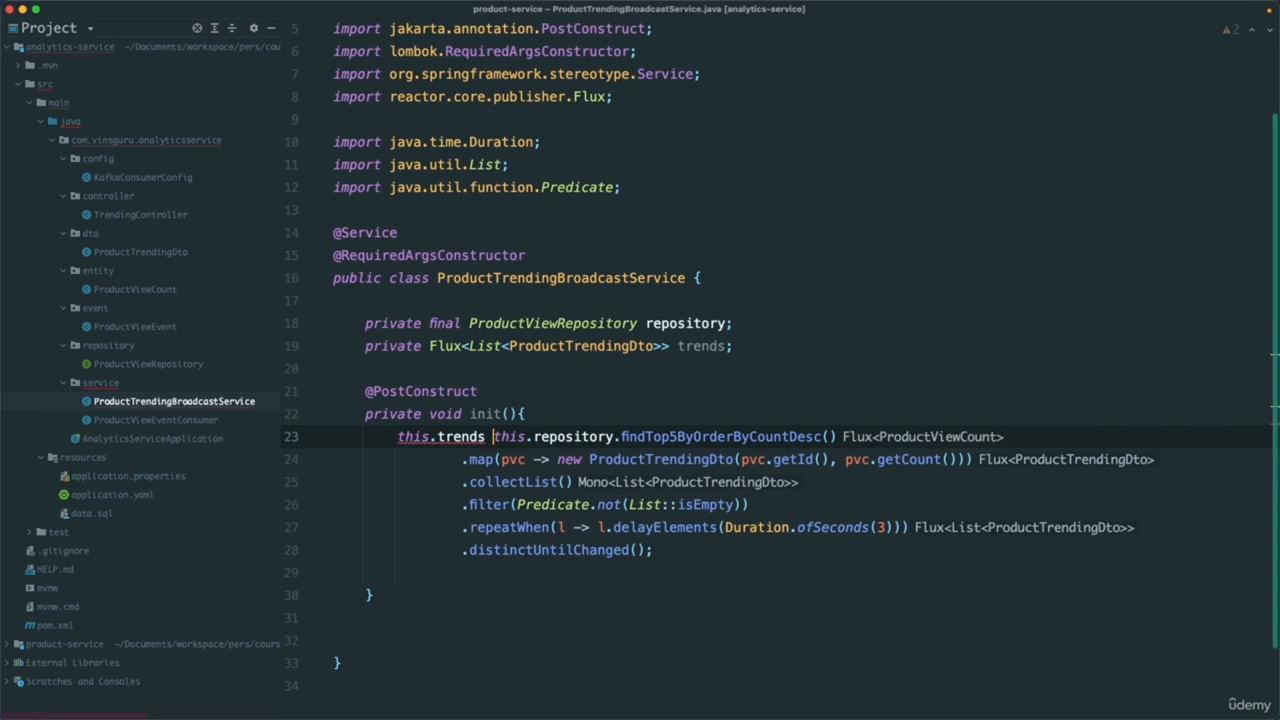 product-service – ProductTrendingBroadcastService.java [analytics-service]
Project
analytics-service ~/Documents/workspace/pers/cou
.mvn
src
main
java
com.vinsguru.analyticsservice
config
KafkaConsumerConfig
controller
TrendingController
dto
ProductTrendingDto
entity
ProductViewCount
event
ProductViewEvent
repository
ProductViewRepository
service
ProductTrendingBroadcastService
ProductViewEventConsumer
AnalyticsServiceApplication
resources
application.properties
application.yaml
data.sql
test
.gitignore
HELP.md
mvnw
mvnw.cmd
pom.xml
product-service ~/Documents/workspace/pers/cours
External Libraries
Scratches and Consoles
2
5 import jakarta.annotation.PostConstruct;
6 import lombok.RequiredArgsConstructor;
7 import org.springframework.stereotype.Service;
8 import reactor.core.publisher.Flux;
9
10 import java.time.Duration;
11 import java.util.List;
12 import java.util.function.Predicate;
13
14 @Service
15 @RequiredArgsConstructor
16 public class ProductTrendingBroadcastService {
17
18 private final ProductViewRepository repository;
19 private Flux<List<ProductTrendingDto>> trends;
20
21 @PostConstruct
22 private void init(){
23 this.trends this.repository.findTop5ByOrderByCountDesc() Flux<ProductViewCount>
24 .map(pvc -> new ProductTrendingDto(pvc.getId(), pvc.getCount())) Flux<ProductTrendingDto>
25 .collectList() Mono<List<ProductTrendingDto>>
26 .filter(Predicate.not(List::isEmpty))
27 .repeatWhen(l -> l.delayElements(Duration.ofSeconds(3))) Flux<List<ProductTrendingDto>>
28 .distinctUntilChanged();
29
30 }
31
32
33 }
34
ûdemy